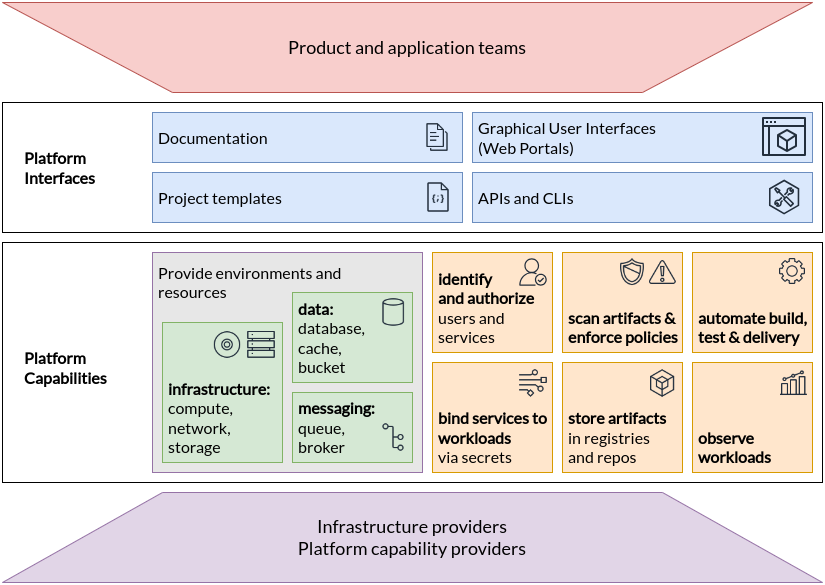 Product and application teams
Platform
Interfaces
Documentation
Graphical User Interfaces
(Web Portals)
Project templates
{;}
APIs and CLIs
Platform
Capabilities
Provide environments and
resources
infrastructure:
compute,
network,
storage
data:
database,
cache,
bucket
messaging:
queue,
broker
identify
and authorize
users and
services
scan artifacts &
enforce policies
automate build,
test & delivery
bind services to
workloads
via secrets
store artifacts
in registries
and repos
observe
workloads
Infrastructure providers
Platform capability providers